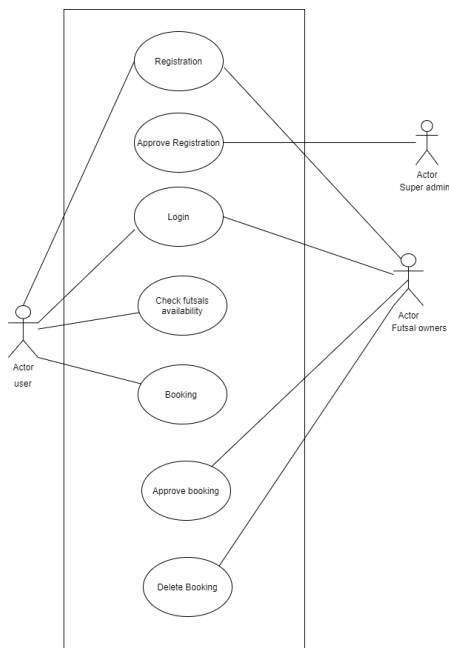 Registration
Approve Registration
Actor
Super admin
Login
Check futsals
availability
Actor
Futsal owners
Actor
user
Booking
Approve booking
Delete Booking